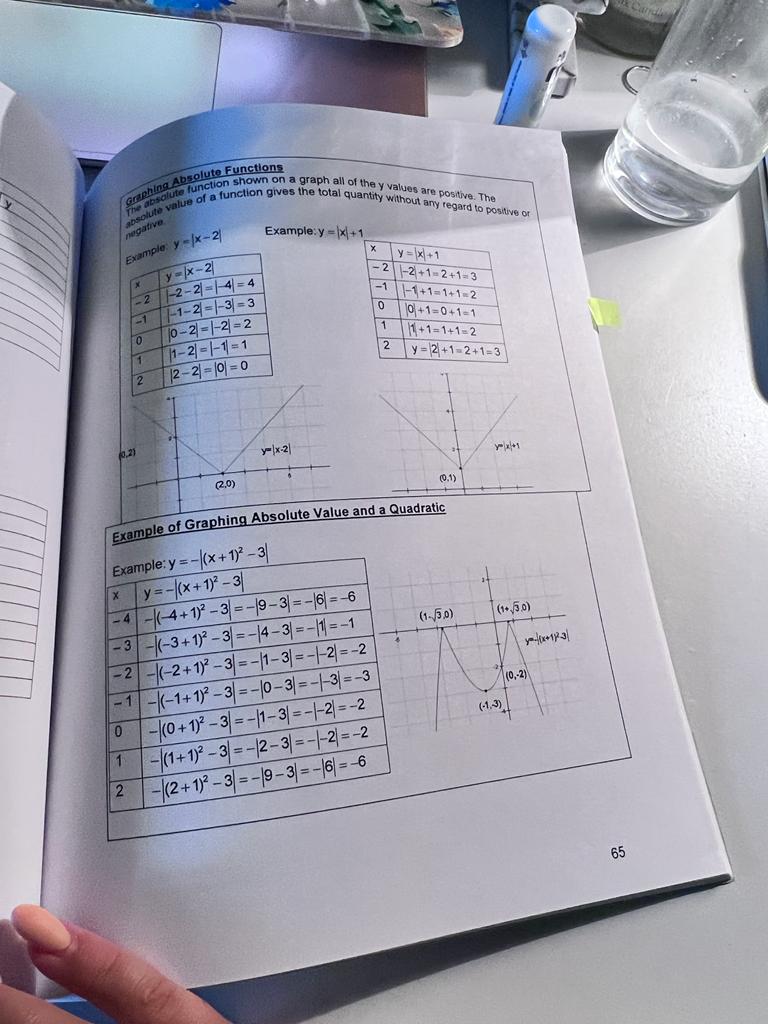 y
Graphing Absolute Functions
The absolute function shown on a graph all of the y values are positive. The
absolute value of a function gives the total quantity without any regard to positive or
negative.
Example: y = |x − 2|
x y = |x − 2|
− 2 |−2 − 2| = |−4| = 4
−1 |−1 − 2| = |−3| = 3
0 |0 − 2| = |−2| = 2
1 |1 − 2| = |−1| = 1
2 |2 − 2| = |0| = 0
Example: y = |x| + 1
x y = |x| + 1
− 2 |−2| + 1 = 2 + 1 = 3
−1 |−1| + 1 = 1 + 1 = 2
0 |0| + 1 = 0 + 1 = 1
1 |1| + 1 = 1 + 1 = 2
2 y = |2| + 1 = 2 + 1 = 3
(0,2)
y=|x-2|
(2,0)
y=|x|+1
(0,1)
Example of Graphing Absolute Value and a Quadratic
Example: y = −|(x + 1)² − 3|
x y = −|(x + 1)² − 3|
− 4 −|(−4 + 1)² − 3| = −|9 − 3| = −|6| = −6
− 3 −|(−3 + 1)² − 3| = −|4 − 3| = −|1| = −1
− 2 −|(−2 + 1)² − 3| = −|1 − 3| = −|−2| = −2
− 1 −|(−1 + 1)² − 3| = −|0 − 3| = −|−3| = −3
0 −|(0 + 1)² − 3| = −|1 − 3| = −|−2| = −2
1 −|(1 + 1)² − 3| = −|2 − 3| = −|−2| = −2
2 −|(2 + 1)² − 3| = −|9 − 3| = −|6| = −6
(1-√3,0)
(1+√3,0)
y=-|(x+1)²-3|
(0,-2)
(-1,-3)
65